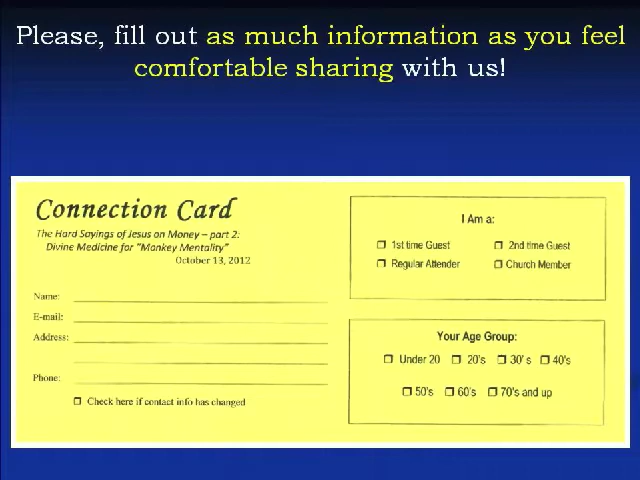 Please, fill out as much information as you feel
comfortable sharing with us!
Connection Card
The Hard Sayings of Jesus on Money – part 2:
Divine Medicine for "Monkey Mentality"
October 13, 2012
Name:
E-mail:
Address:
Phone:
❒ Check here if contact info has changed
I Am a:
❒ 1st time Guest ❒ 2nd time Guest
❒ Regular Attender ❒ Church Member
Your Age Group:
❒ Under 20 ❒ 20's ❒ 30's ❒ 40's
❒ 50's ❒ 60's ❒ 70's and up